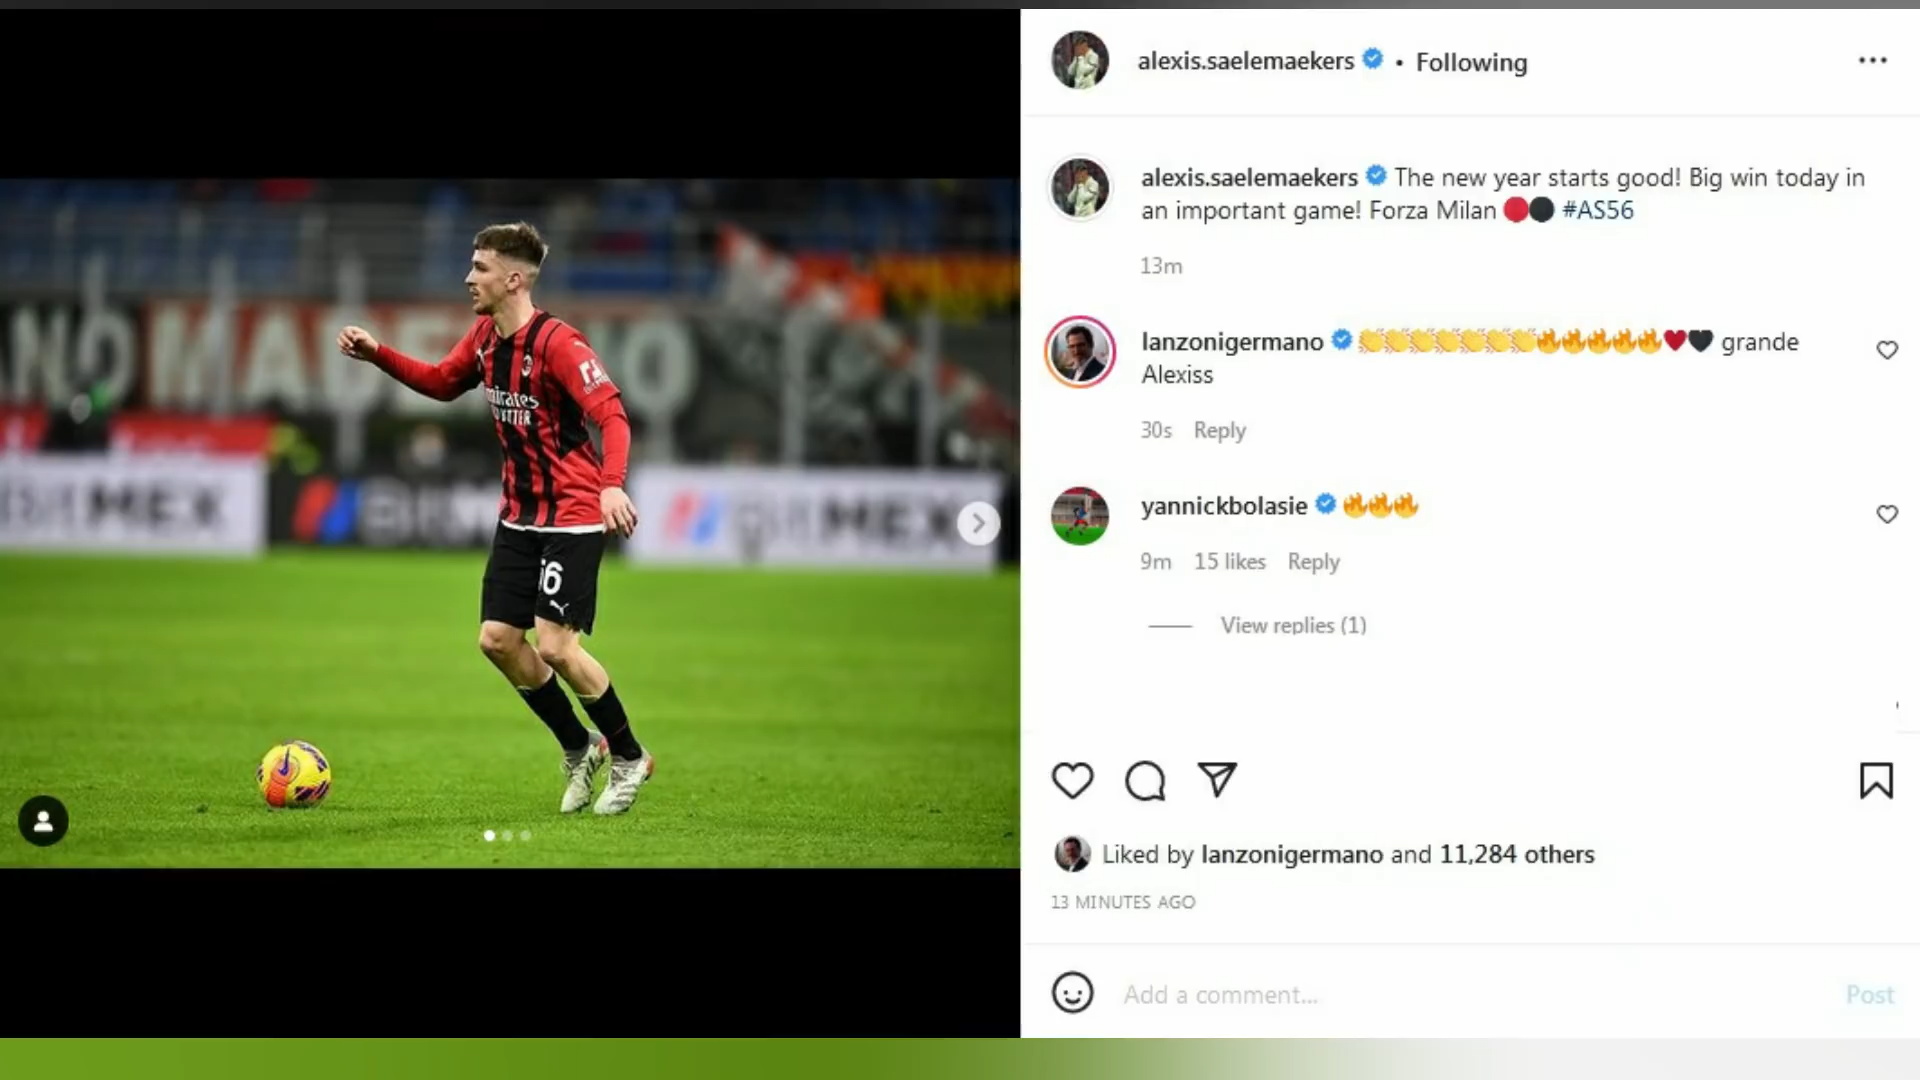 alexis.saelemaekers • Following
alexis.saelemaekers The new year starts good! Big win today in
an important game! Forza Milan 🔴⚫ #AS56
13m
lanzonigermano 👏👏👏👏👏👏👏🔥🔥🔥🔥🔥❤️🖤 grande
Alexiss
30s Reply
yannickbolasie 🔥🔥🔥
9m 15 likes Reply
View replies (1)
Liked by lanzonigermano and 11,284 others
13 MINUTES AGO
Add a comment...
Post
BitMEX
56